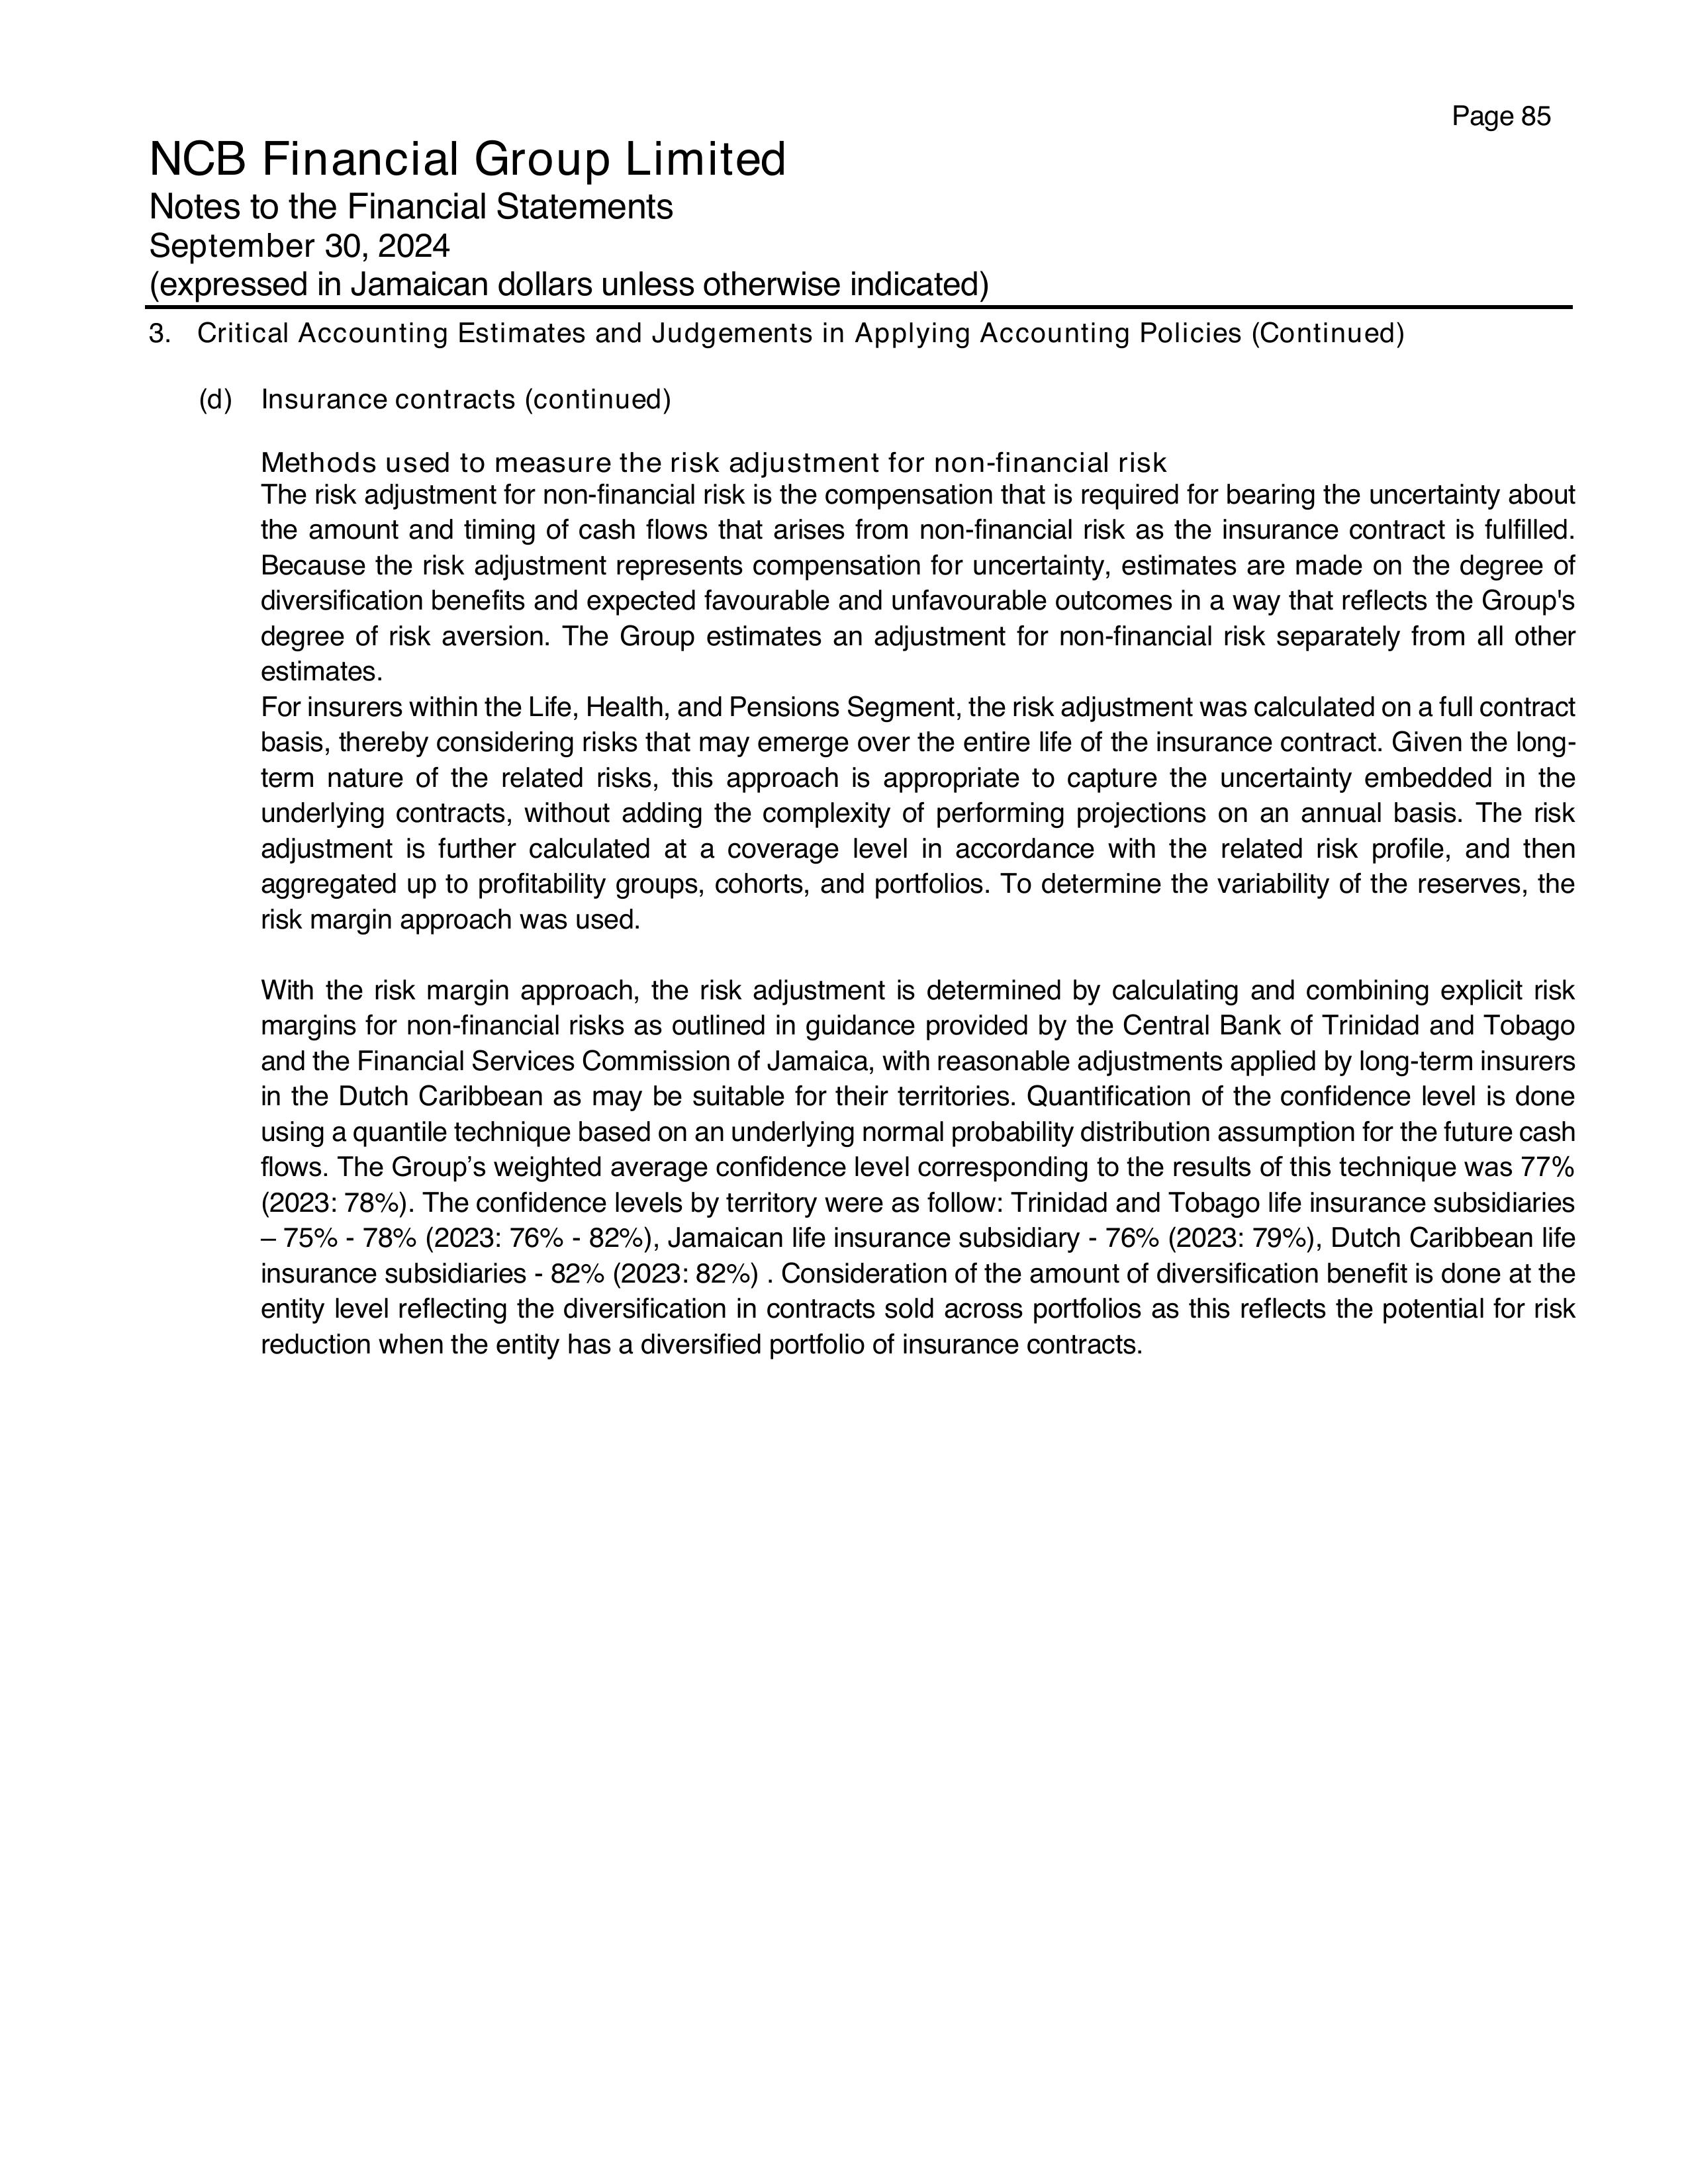 Page 85
NCB Financial Group Limited
Notes to the Financial Statements
September 30, 2024
(expressed in Jamaican dollars unless otherwise indicated)
3. Critical Accounting Estimates and Judgements in Applying Accounting Policies (Continued)
(d) Insurance contracts (continued)
Methods used to measure the risk adjustment for non-financial risk
The risk adjustment for non-financial risk is the compensation that is required for bearing the uncertainty about
the amount and timing of cash flows that arises from non-financial risk as the insurance contract is fulfilled.
Because the risk adjustment represents compensation for uncertainty, estimates are made on the degree of
diversification benefits and expected favourable and unfavourable outcomes in a way that reflects the Group's
degree of risk aversion. The Group estimates an adjustment for non-financial risk separately from all other
estimates.
For insurers within the Life, Health, and Pensions Segment, the risk adjustment was calculated on a full contract
basis, thereby considering risks that may emerge over the entire life of the insurance contract. Given the long-
term nature of the related risks, this approach is appropriate to capture the uncertainty embedded in the
underlying contracts, without adding the complexity of performing projections on an annual basis. The risk
adjustment is further calculated at a coverage level in accordance with the related risk profile, and then
aggregated up to profitability groups, cohorts, and portfolios. To determine the variability of the reserves, the
risk margin approach was used.
With the risk margin approach, the risk adjustment is determined by calculating and combining explicit risk
margins for non-financial risks as outlined in guidance provided by the Central Bank of Trinidad and Tobago
and the Financial Services Commission of Jamaica, with reasonable adjustments applied by long-term insurers
in the Dutch Caribbean as may be suitable for their territories. Quantification of the confidence level is done
using a quantile technique based on an underlying normal probability distribution assumption for the future cash
flows. The Group’s weighted average confidence level corresponding to the results of this technique was 77%
(2023: 78%). The confidence levels by territory were as follow: Trinidad and Tobago life insurance subsidiaries
– 75% - 78% (2023: 76% - 82%), Jamaican life insurance subsidiary - 76% (2023: 79%), Dutch Caribbean life
insurance subsidiaries - 82% (2023: 82%) . Consideration of the amount of diversification benefit is done at the
entity level reflecting the diversification in contracts sold across portfolios as this reflects the potential for risk
reduction when the entity has a diversified portfolio of insurance contracts.